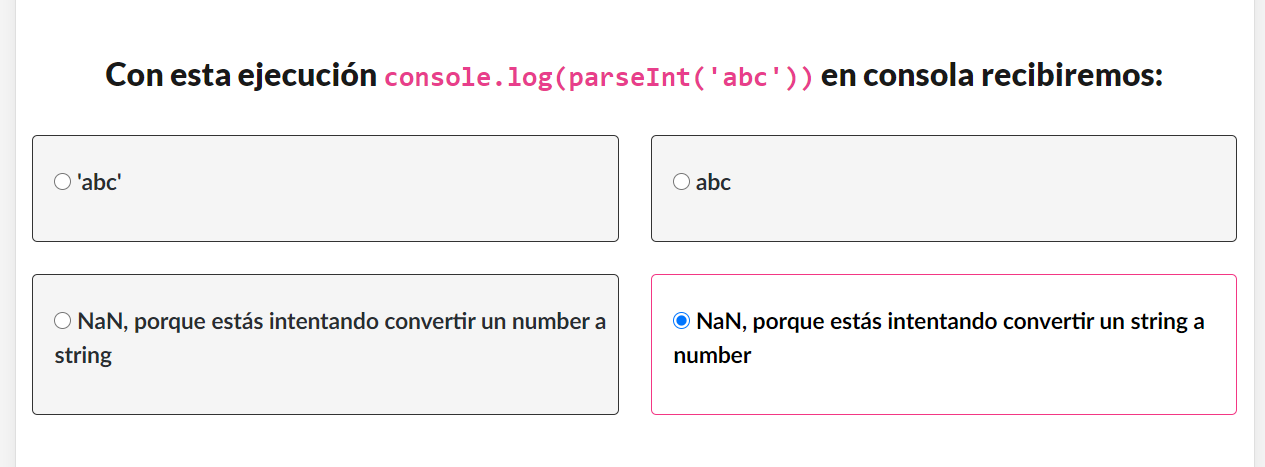 Con esta ejecución console.log(parseInt('abc')) en consola recibiremos:
'abc'
abc
NaN, porque estás intentando convertir un number a
string
NaN, porque estás intentando convertir un string a
number